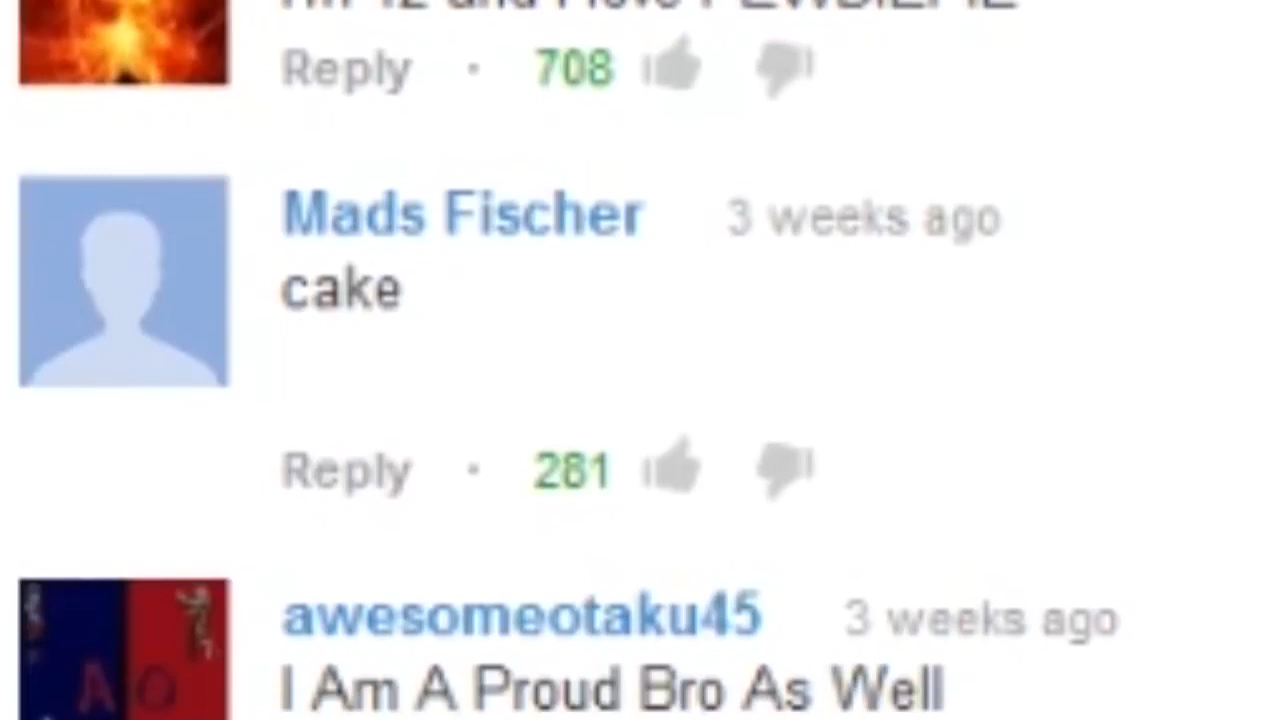 Reply · 708
Mads Fischer 3 weeks ago
cake
Reply · 281
awesomeotaku45 3 weeks ago
I Am A Proud Bro As Well